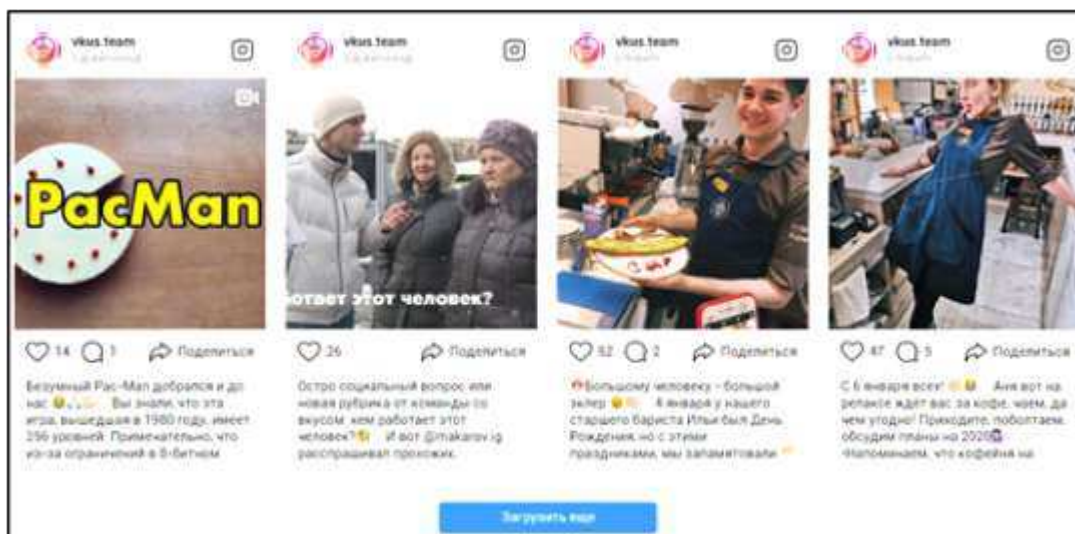 vkus.team
PacMan
14 1 Поделиться
Безумный Pac-Man добрался и до
нас Вы знали, что эта
игра, вышедшая в 1980 году, имеет
256 уровней. Примечательно, что
из-за ограничений в 8-битном
vkus.team
ботает этот человек?
26 Поделиться
Остро социальный вопрос или
новая рубрика от команды со
вкусом: кем работает этот
человек? И вот @makarov.ig
расспрашивал прохожих.
vkus.team
52 2 Поделиться
Большому человеку - большой
эклер 4 января у нашего
старшего бариста Ильи был День
Рождения, но с этими
праздниками, мы запамятовали
vkus.team
47 5 Поделиться
С 6 января всех! Аня вот на
релаксе ждёт вас за кофе, чаем, да
чем угодно! Приходите, поболтаем,
обсудим планы на 2020
Напоминаем, что кофейня на
Загрузить еще